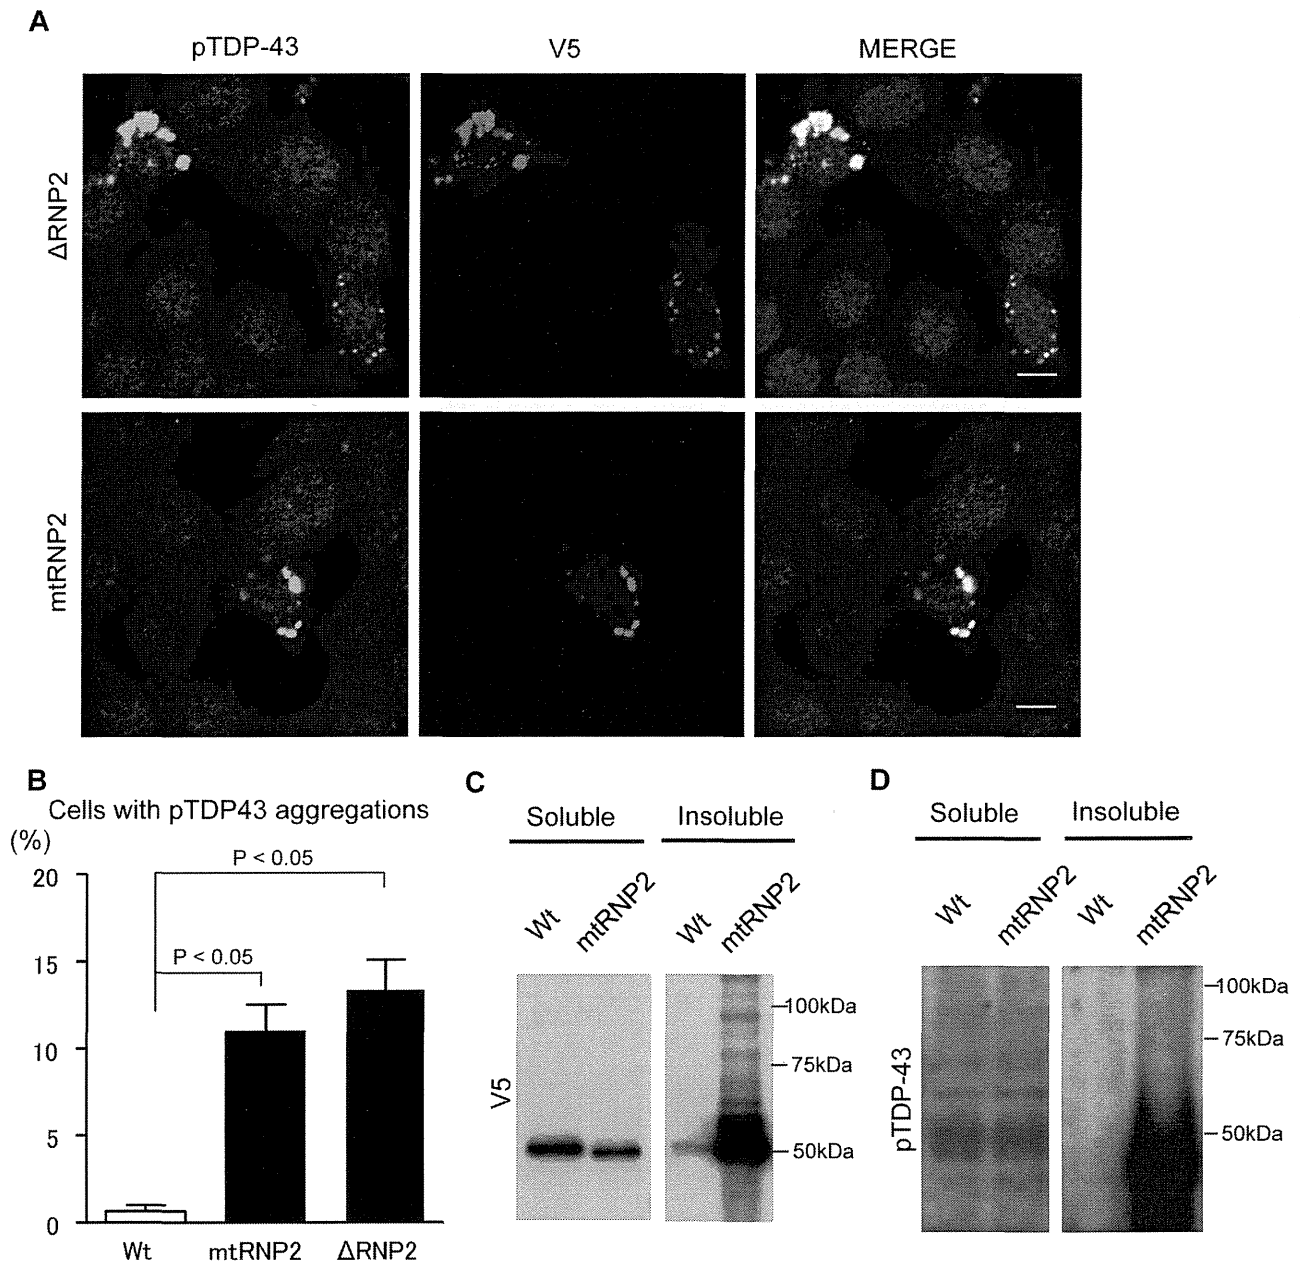 A
pTDP-43
V5
MERGE
ΔRNP2
mtRNP2
B
Cells with pTDP43 aggregations
(%)
P < 0.05
P < 0.05
20
15
10
5
0
Wt
mtRNP2
ΔRNP2
C
Soluble
Insoluble
Wt
mtRNP2
Wt
mtRNP2
V5
100kDa
75kDa
50kDa
D
Soluble
Insoluble
Wt
mtRNP2
Wt
mtRNP2
pTDP-43
100kDa
75kDa
50kDa